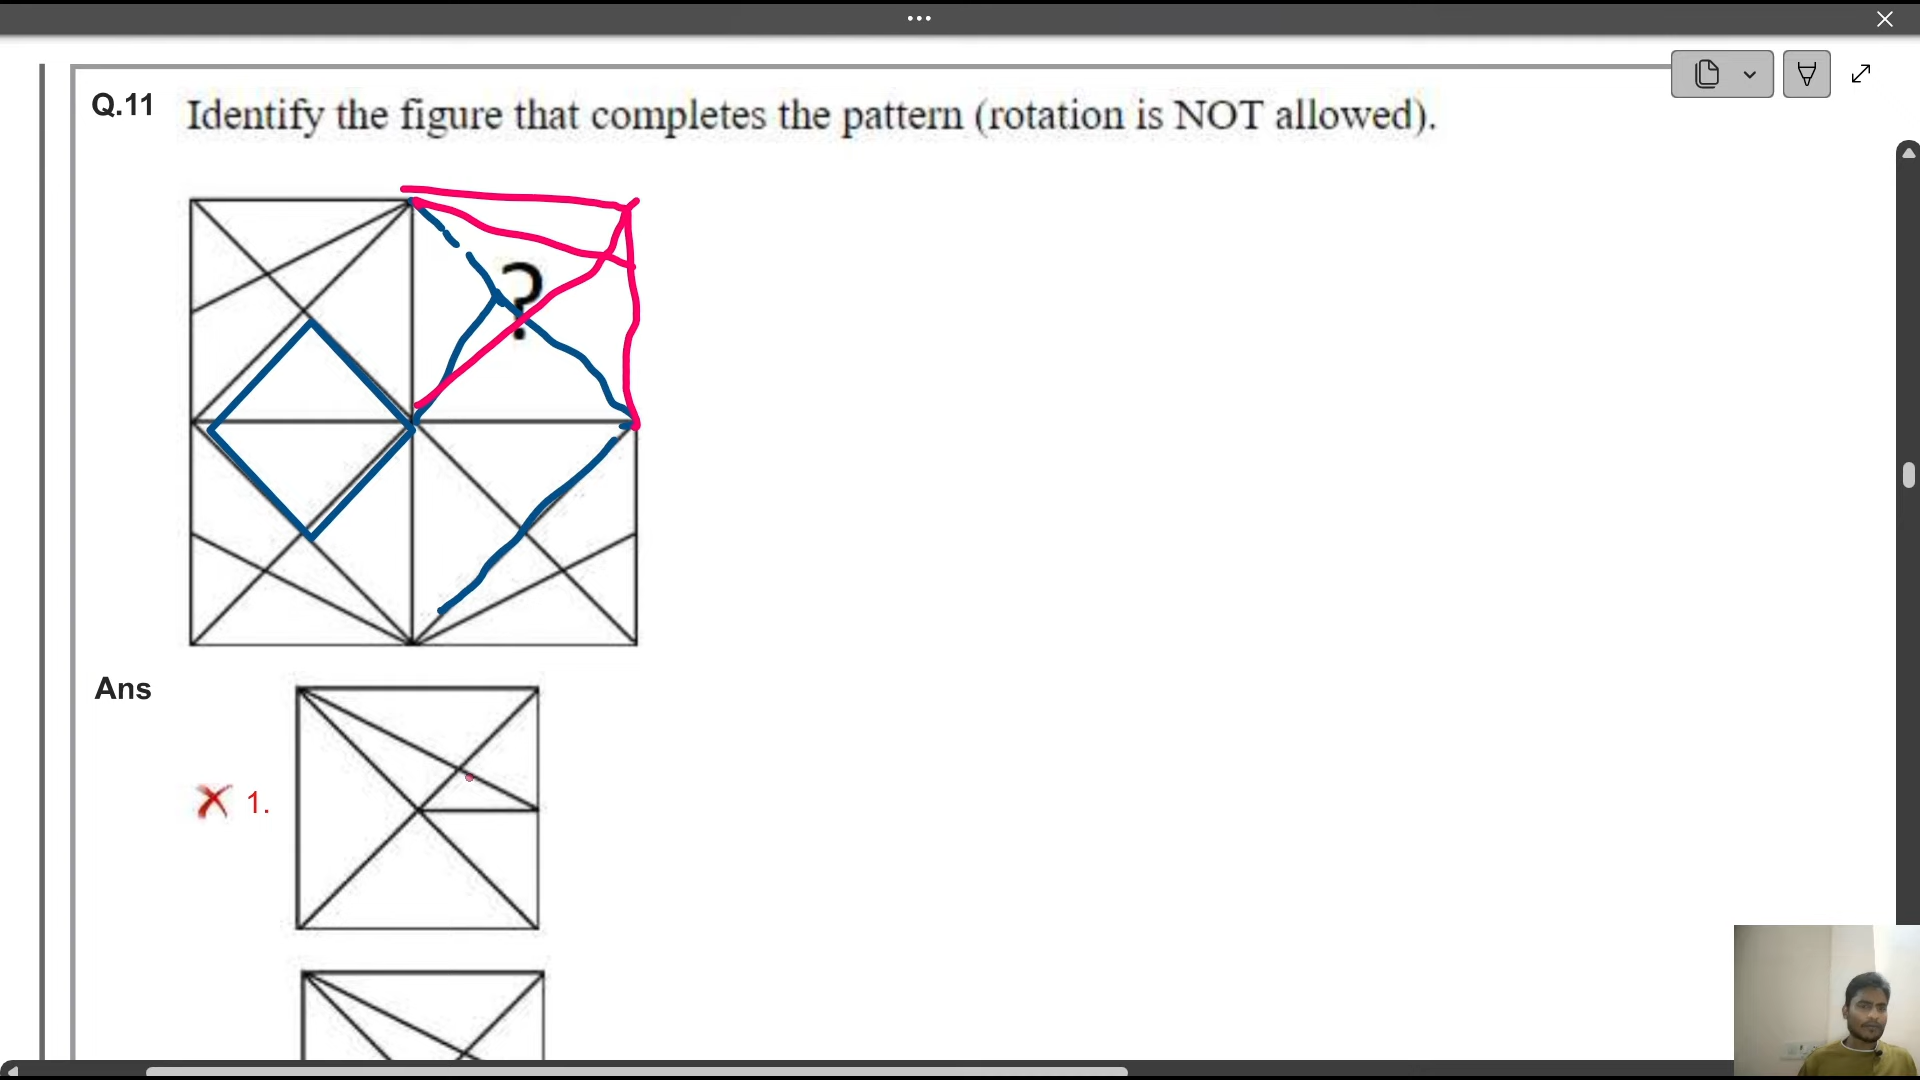 Q.11 Identify the figure that completes the pattern (rotation is NOT allowed).
?
Ans
1.